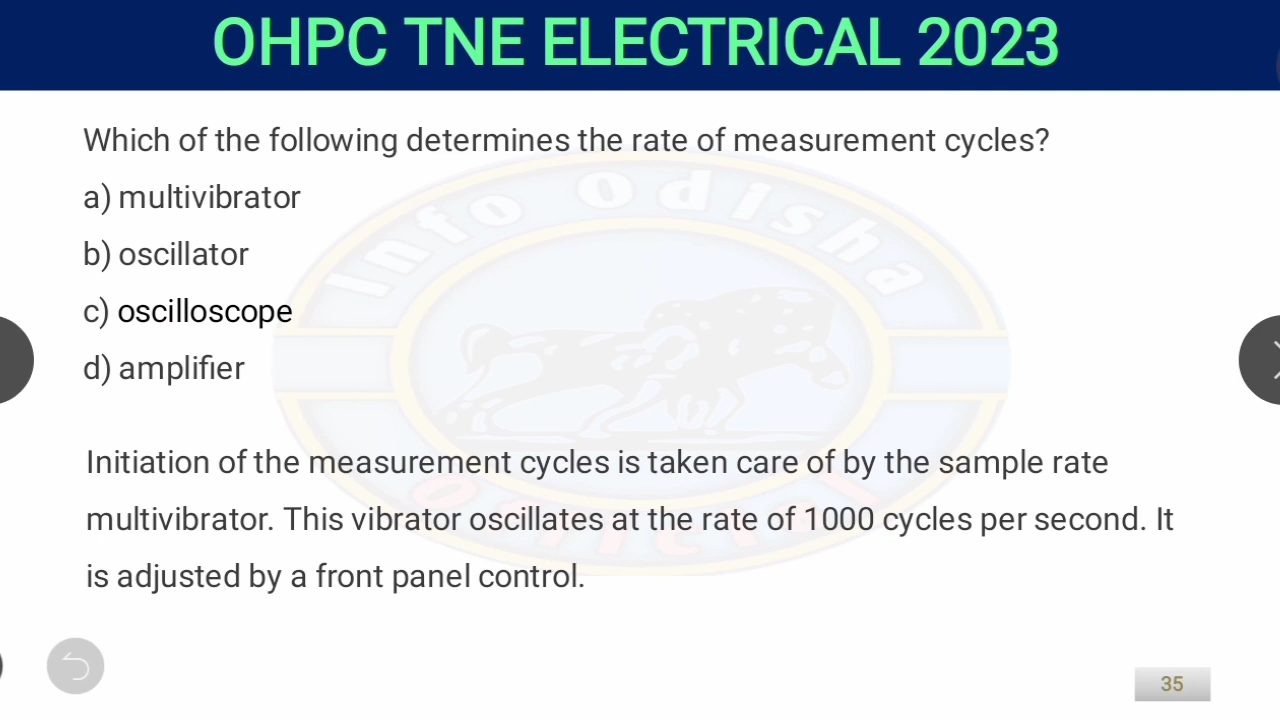 OHPC TNE ELECTRICAL 2023
Which of the following determines the rate of measurement cycles?
a) multivibrator
b) oscillator
c) oscilloscope
d) amplifier
Info Odisha
Initiation of the measurement cycles is taken care of by the sample rate
multivibrator. This vibrator oscillates at the rate of 1000 cycles per second. It
is adjusted by a front panel control.
35